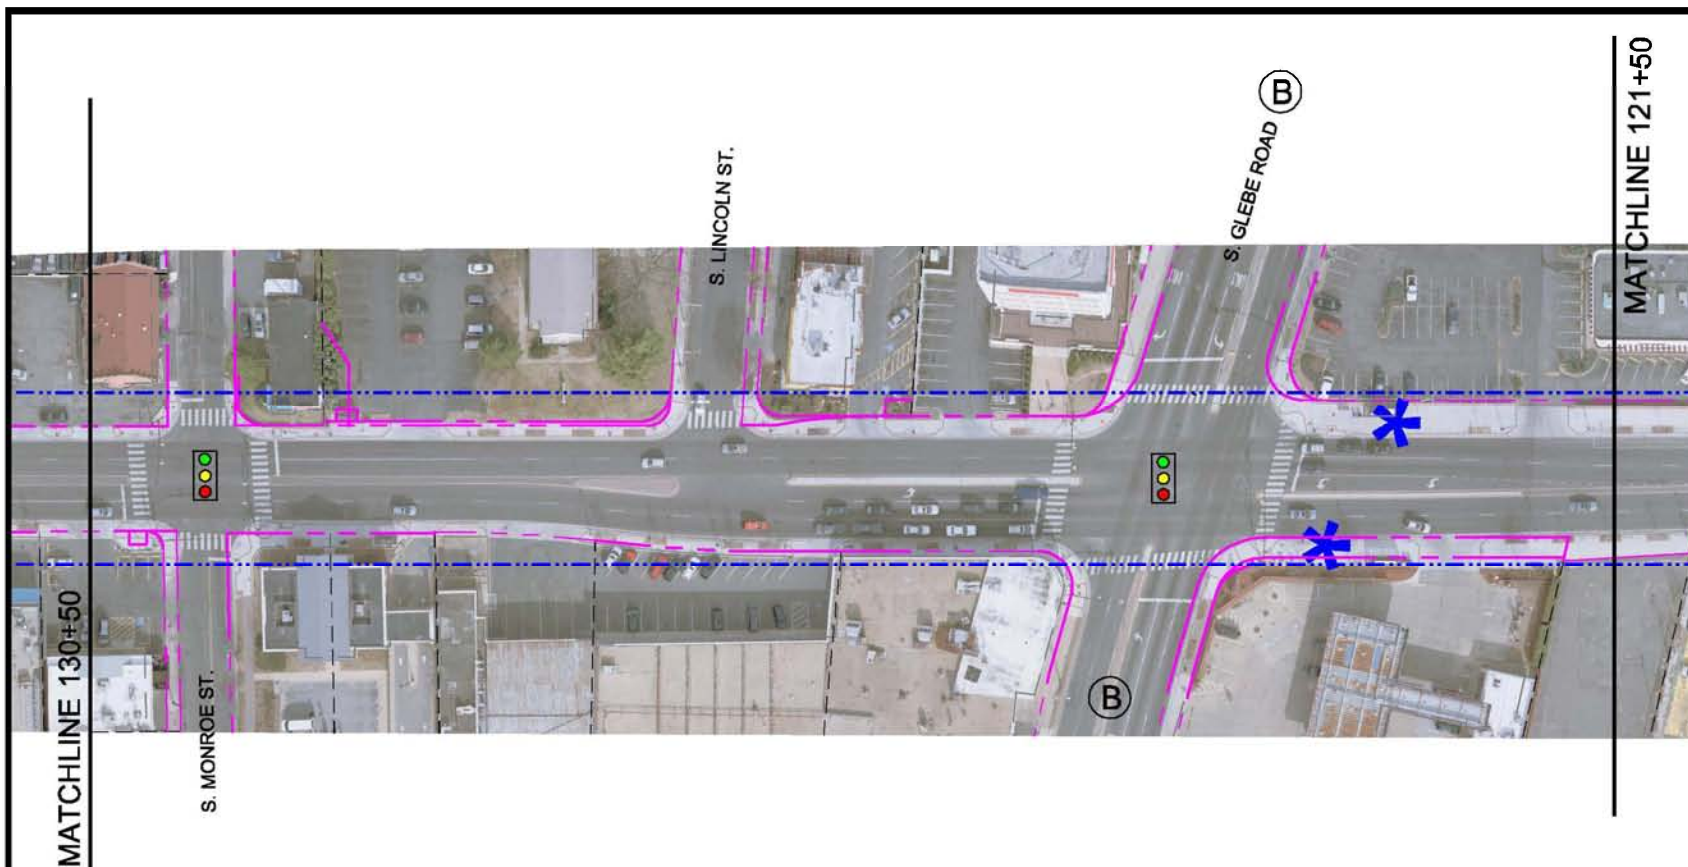 MATCHLINE 130+50
S. MONROE ST.
S. LINCOLN ST.
S. GLEBE ROAD
B
B
MATCHLINE 121+50